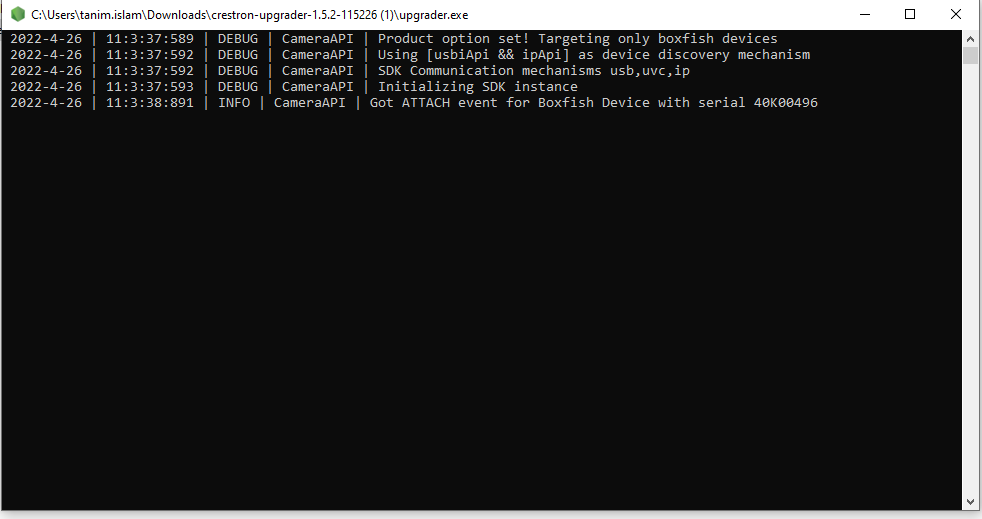 C:\Users\tanim.islam\Downloads\crestron-upgrader-1.5.2-115226 (1)\upgrader.exe
2022-4-26 | 11:3:37:589 | DEBUG | CameraAPI | Product option set! Targeting only boxfish devices
2022-4-26 | 11:3:37:592 | DEBUG | CameraAPI | Using [usbiApi && ipApi] as device discovery mechanism
2022-4-26 | 11:3:37:592 | DEBUG | CameraAPI | SDK Communication mechanisms usb,uvc,ip
2022-4-26 | 11:3:37:593 | DEBUG | CameraAPI | Initializing SDK instance
2022-4-26 | 11:3:38:891 | INFO | CameraAPI | Got ATTACH event for Boxfish Device with serial 40K00496